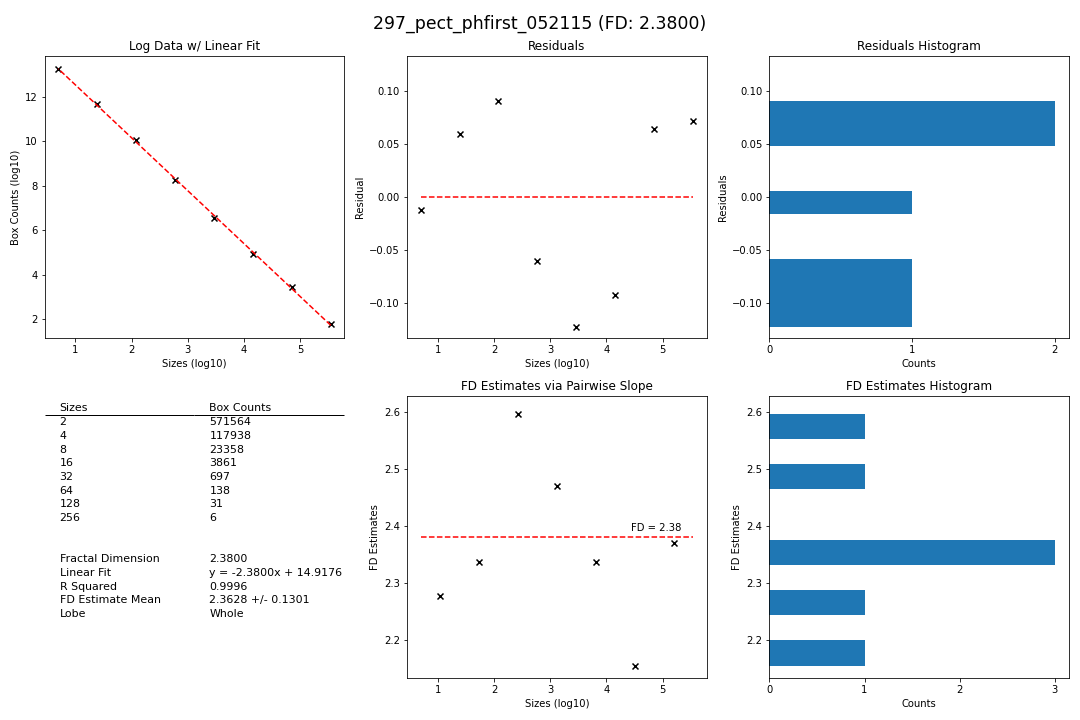 297_pect_phfirst_052115 (FD: 2.3800)
Log Data w/ Linear Fit
Box Counts (log10)
12
10
8
6
4
2
1 2 3 4 5
Sizes (log10)
Residuals
Residual
0.10
0.05
0.00
−0.05
−0.10
1 2 3 4 5
Sizes (log10)
Residuals Histogram
Residuals
0.10
0.05
0.00
−0.05
−0.10
0 1 2
Counts
Sizes Box Counts
2 571564
4 117938
8 23358
16 3861
32 697
64 138
128 31
256 6
Fractal Dimension 2.3800
Linear Fit y = -2.3800x + 14.9176
R Squared 0.9996
FD Estimate Mean 2.3628 +/- 0.1301
Lobe Whole
FD Estimates via Pairwise Slope
FD Estimates
2.6
2.5
2.4
2.3
2.2
FD = 2.38
1 2 3 4 5
Sizes (log10)
FD Estimates Histogram
FD Estimates
2.6
2.5
2.4
2.3
2.2
0 1 2 3
Counts